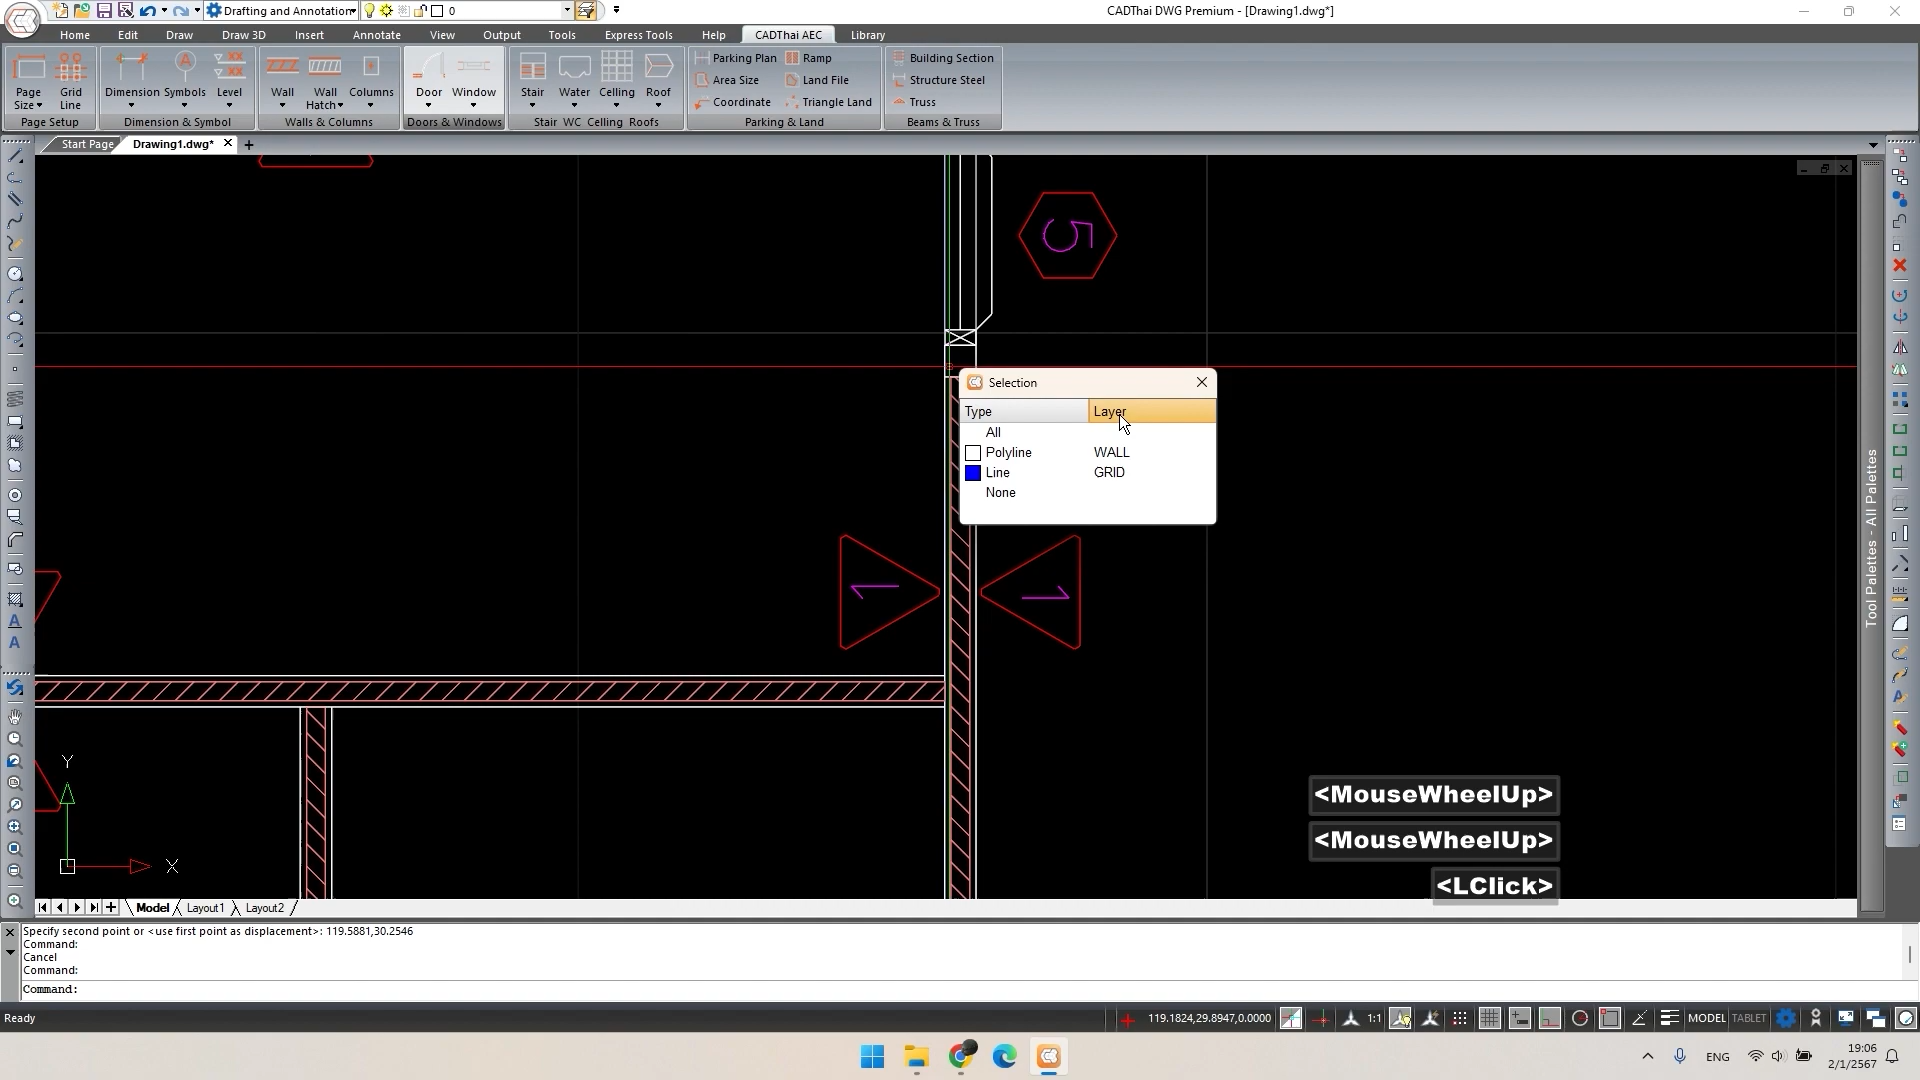 Drafting and Annotation
0
CADThai DWG Premium - [Drawing1.dwg*]
Home Edit Draw Draw 3D Insert Annotate View Output Tools Express Tools Help CADThai AEC Library
Page Size
Grid Line
Page Setup
Dimension
Symbols
Level
Dimension & Symbol
Wall
Wall Hatch
Columns
Walls & Columns
Door
Window
Doors & Windows
Stair
Water
Celling
Roof
Stair WC Celling Roofs
Parking Plan
Ramp
Area Size
Land File
Coordinate
Triangle Land
Parking & Land
Building Section
Structure Steel
Truss
Beams & Truss
Start Page
Drawing1.dwg*
5
Selection
Type Layer
All
Polyline WALL
Line GRID
None
1
1
Tool Palettes - All Palettes
Y
X
<MouseWheelUp>
<MouseWheelUp>
<LClick>
Model Layout1 Layout2
Specify second point or <use first point as displacement>: 119.5881,30.2546
Command:
Cancel
Command:
Command:
Ready
119.1824,29.8947,0.0000
1:1
MODEL TABLET
ENG
19:06
2/1/2567